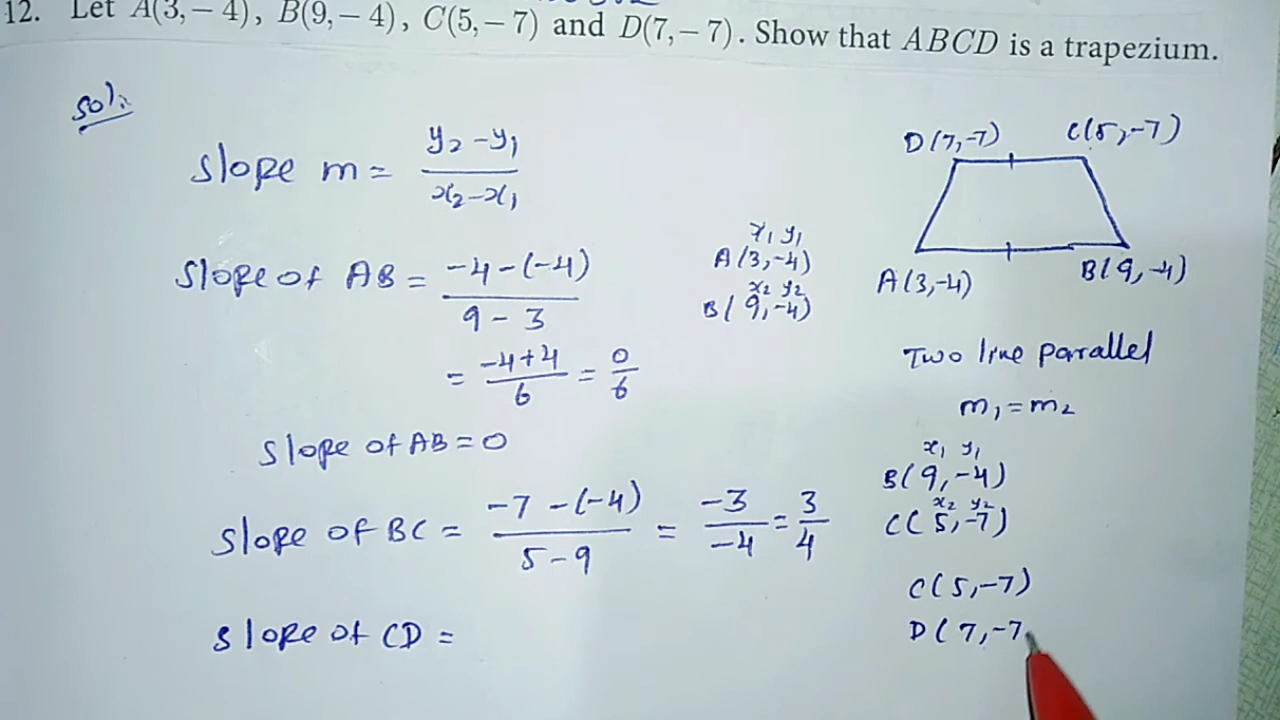 12. Let A(3, – 4), B(9, – 4), C(5, – 7) and D(7, – 7). Show that ABCD is a trapezium.
Sol:
D(7,-7) C(5,-7)
Slope m = y₂-y₁ / x₂-x₁
x₁ y₁
A(3,-4)
x₂ y₂
B(9,-4)
A(3,-4) B(9,-4)
Slope of AB = -4-(-4) / 9-3
= -4+4 / 6 = 0/6
Two line parallel
m₁=m₂
Slope of AB = 0
x₁ y₁
B(9,-4)
x₂ y₂
C(5,-7)
Slope of BC = -7-(-4) / 5-9 = -3/-4 = 3/4
C(5,-7)
D(7,-7
Slope of CD =